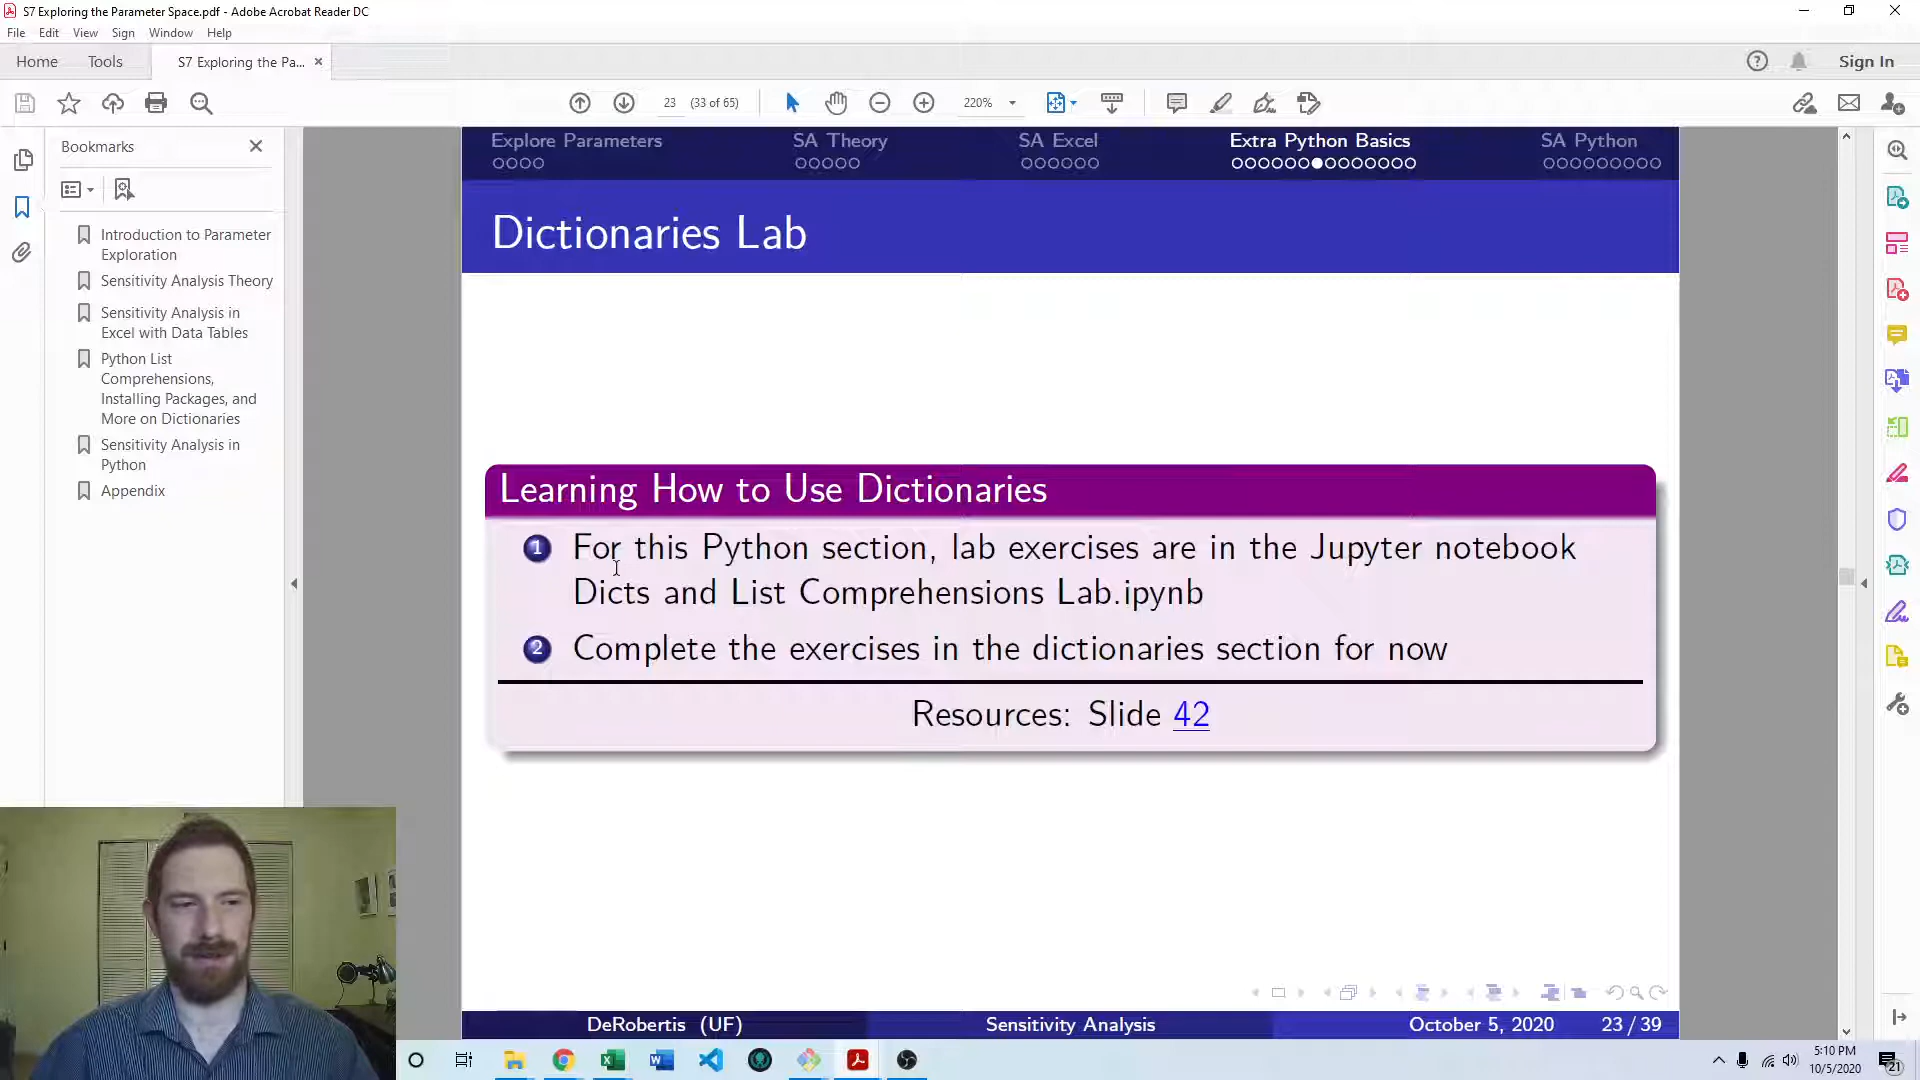 S7 Exploring the Parameter Space.pdf - Adobe Acrobat Reader DC
File Edit View Sign Window Help
Home Tools S7 Exploring the Pa... Sign In
23 (33 of 65) 220%
Bookmarks
Introduction to Parameter
Exploration
Sensitivity Analysis Theory
Sensitivity Analysis in
Excel with Data Tables
Python List
Comprehensions,
Installing Packages, and
More on Dictionaries
Sensitivity Analysis in
Python
Appendix
Explore Parameters SA Theory SA Excel Extra Python Basics SA Python
Dictionaries Lab
Learning How to Use Dictionaries
1 For this Python section, lab exercises are in the Jupyter notebook
Dicts and List Comprehensions Lab.ipynb
2 Complete the exercises in the dictionaries section for now
Resources: Slide 42
DeRobertis (UF) Sensitivity Analysis October 5, 2020 23 / 39
5:10 PM
10/5/2020
21